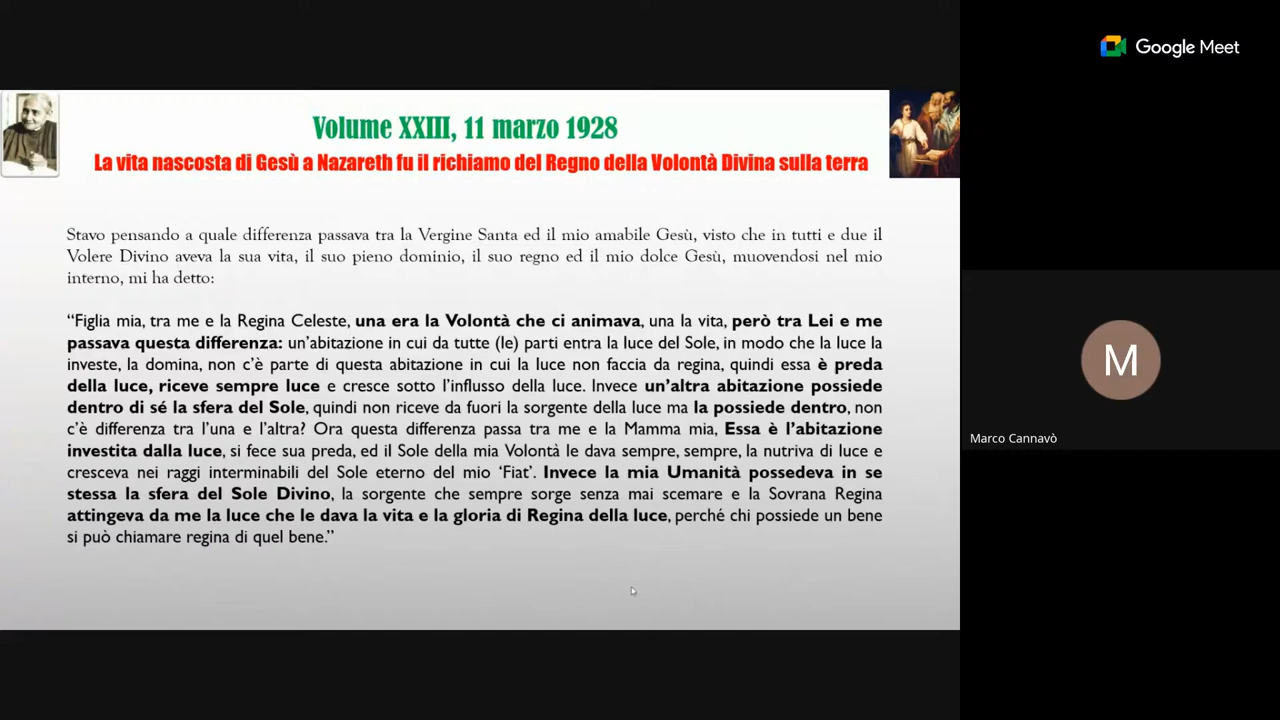 Google Meet
Volume XXIII, 11 marzo 1928
La vita nascosta di Gesù a Nazareth fu il richiamo del Regno della Volontà Divina sulla terra
Stavo pensando a quale differenza passava tra la Vergine Santa ed il mio amabile Gesù, visto che in tutti e due il
Volere Divino aveva la sua vita, il suo pieno dominio, il suo regno ed il mio dolce Gesù, muovendosi nel mio
interno, mi ha detto:
“Figlia mia, tra me e la Regina Celeste, una era la Volontà che ci animava, una la vita, però tra Lei e me
passava questa differenza: un’abitazione in cui da tutte (le) parti entra la luce del Sole, in modo che la luce la
investe, la domina, non c’è parte di questa abitazione in cui la luce non faccia da regina, quindi essa è preda
della luce, riceve sempre luce e cresce sotto l’influsso della luce. Invece un’altra abitazione possiede
dentro di sé la sfera del Sole, quindi non riceve da fuori la sorgente della luce ma la possiede dentro, non
c’è differenza tra l’una e l’altra? Ora questa differenza passa tra me e la Mamma mia, Essa è l’abitazione
investita dalla luce, si fece sua preda, ed il Sole della mia Volontà le dava sempre, sempre, la nutriva di luce e
cresceva nei raggi interminabili del Sole eterno del mio ‘Fiat’. Invece la mia Umanità possedeva in se
stessa la sfera del Sole Divino, la sorgente che sempre sorge senza mai scemare e la Sovrana Regina
attingeva da me la luce che le dava la vita e la gloria di Regina della luce, perché chi possiede un bene
si può chiamare regina di quel bene.”
M
Marco Cannavò